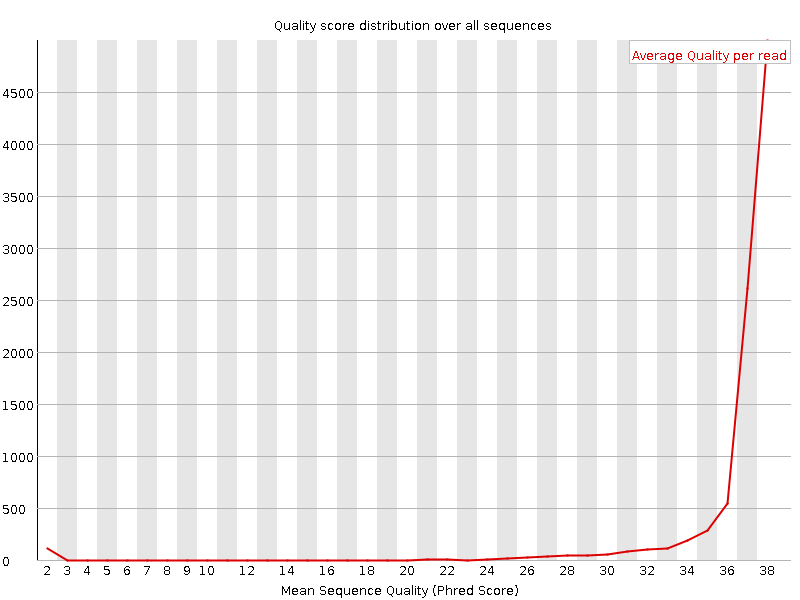 Quality score distribution over all sequences
Average Quality per read
4500
4000
3500
3000
2500
2000
1500
1000
500
0
2 3 4 5 6 7 8 9 10 12 14 16 18 20 22 24 26 28 30 32 34 36 38
Mean Sequence Quality (Phred Score)